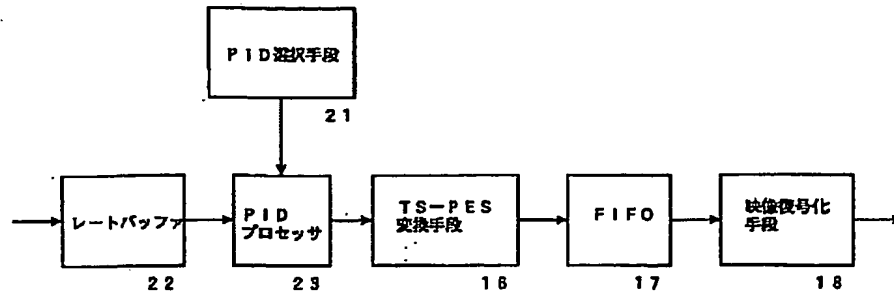 PID選択手段
21
レートバッファ
22
PID
プロセッサ
23
TS－PES
変換手段
16
FIFO
17
映像復号化
手段
18